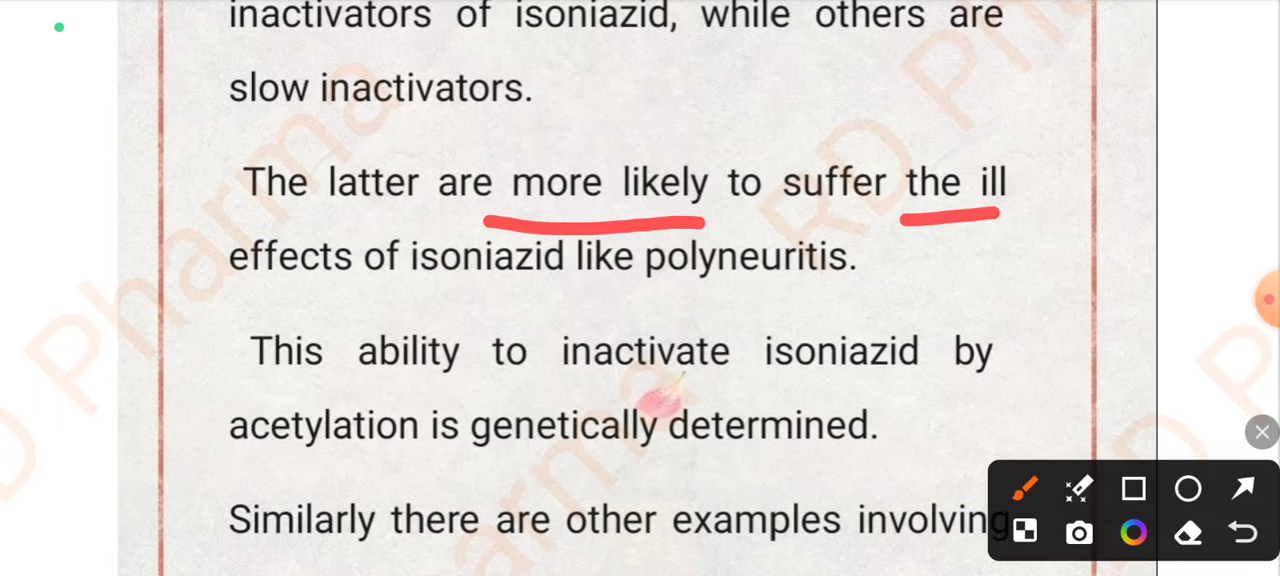 inactivators of isoniazid, while others are
slow inactivators.
The latter are more likely to suffer the ill
effects of isoniazid like polyneuritis.
This ability to inactivate isoniazid by
acetylation is genetically determined.
Similarly there are other examples involving
RD Pharma